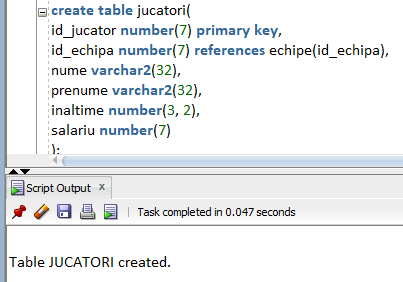 create table jucatori(
id_jucator number(7) primary key,
id_echipa number(7) references echipe(id_echipa),
nume varchar2(32),
prenume varchar2(32),
inaltime number(3, 2),
salariu number(7)
);
Script Output x
Task completed in 0.047 seconds
Table JUCATORI created.